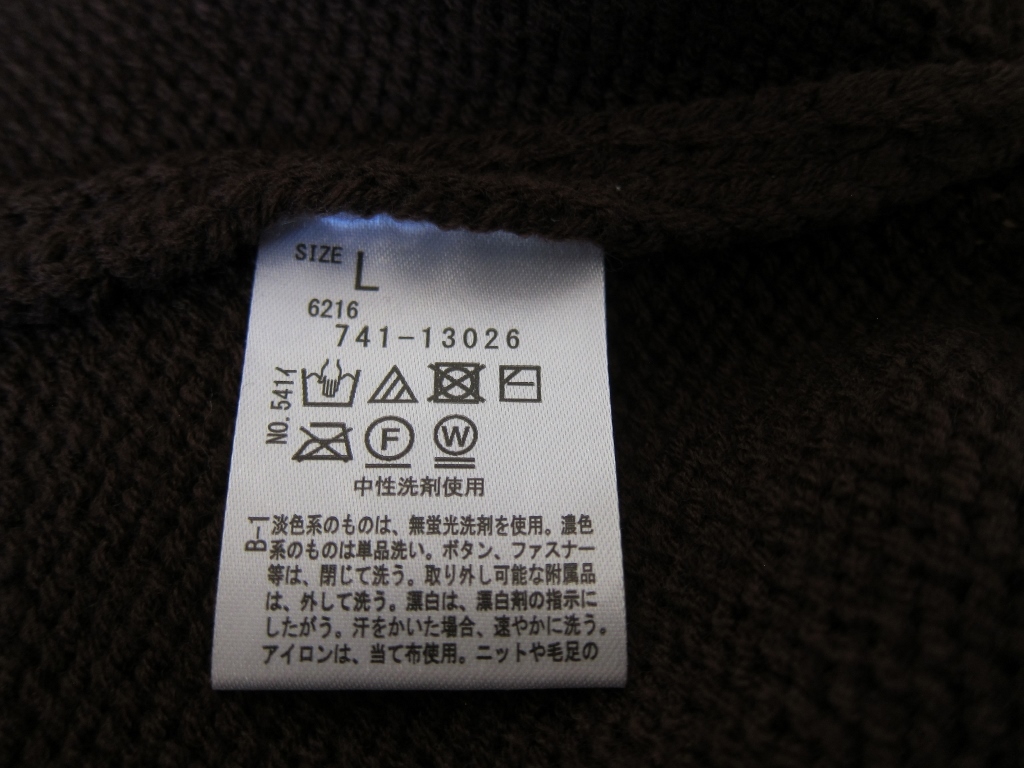 SIZE L
6216
741-13026
NO.541イ
F W
中性洗剤使用
B-1
淡色系のものは、無蛍光洗剤を使用。濃色
系のものは単品洗い。ボタン、ファスナー
等は、閉じて洗う。取り外し可能な附属品
は、外して洗う。漂白は、漂白剤の指示に
したがう。汗をかいた場合、速やかに洗う。
アイロンは、当て布使用。ニットや毛足の